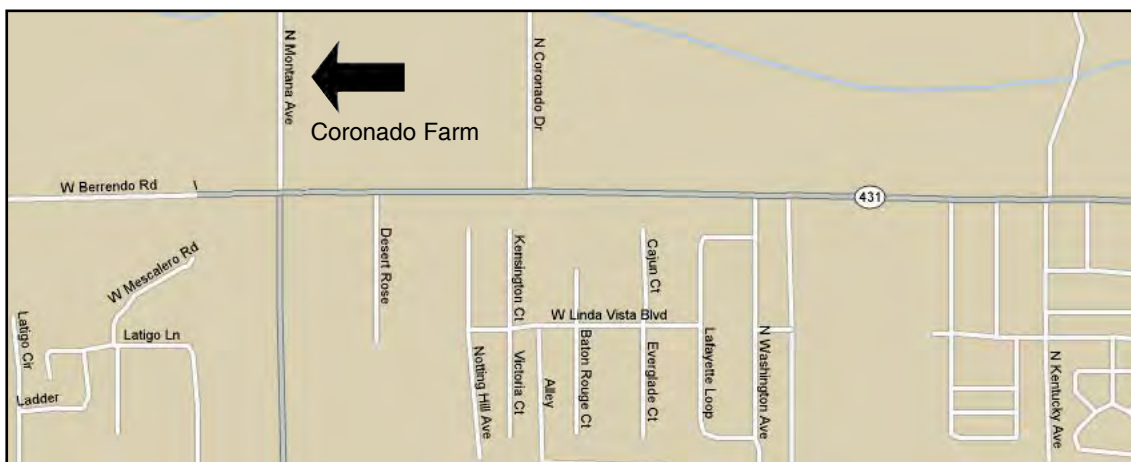 N Montana Ave
N Coronado Dr
Coronado Farm
W Berrendo Rd
431
W Mescalero Rd
Desert Rose
Kensington Ct
Cajun Ct
W Linda Vista Blvd
Latigo Cir
Latigo Ln
Ladder
Notting Hill Ave
Victoria Ct
Alley
Baton Rouge Ct
Everglade Ct
Lafayette Loop
N Washington Ave
N Kentucky Ave